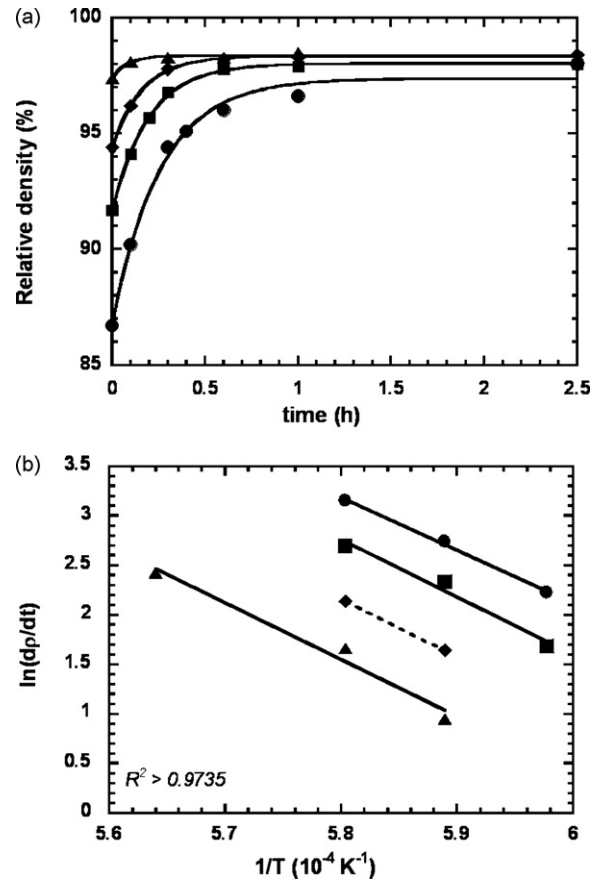 (a)
100
95
90
85
Relative density (%)
0 0.5 1 1.5 2 2.5
time (h)
(b)
3.5
3
2.5
2
1.5
1
0.5
0
ln(dρ/dt)
R² > 0.9735
5.6 5.7 5.8 5.9 6
1/T (10⁻⁴ K⁻¹)